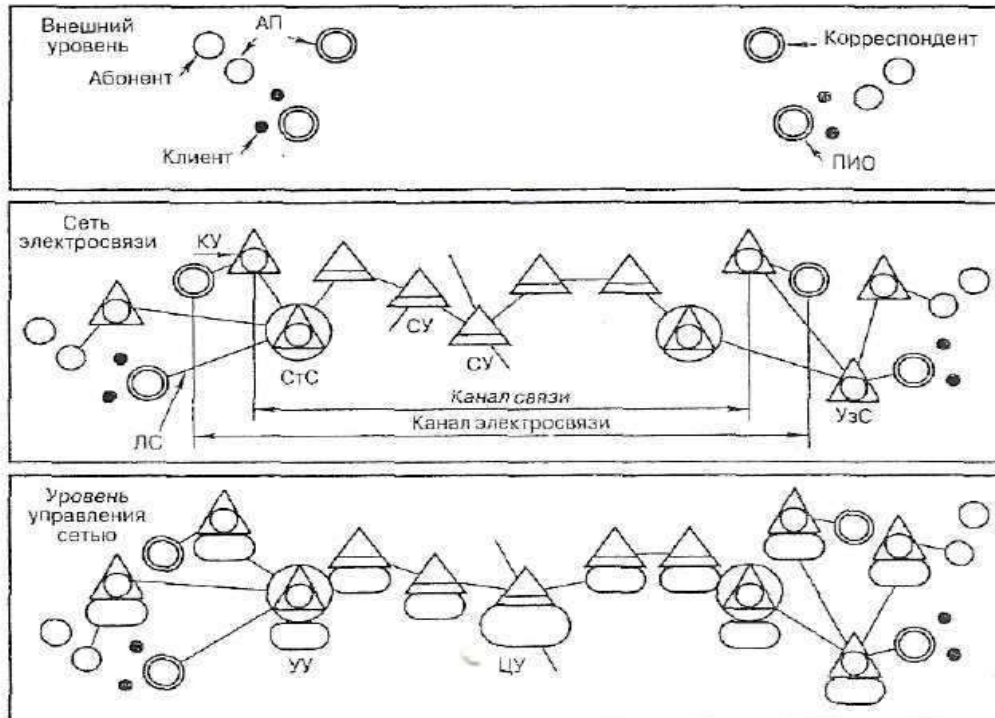 Внешний
уровень
АП
Абонент
Клиент
Корреспондент
ПИО
Сеть
электросвязи
КУ
СУ
СУ
СтС
Канал связи
Канал электросвязи
ЛС
УзС
Уровень
управления
сетью
УУ
ЦУ